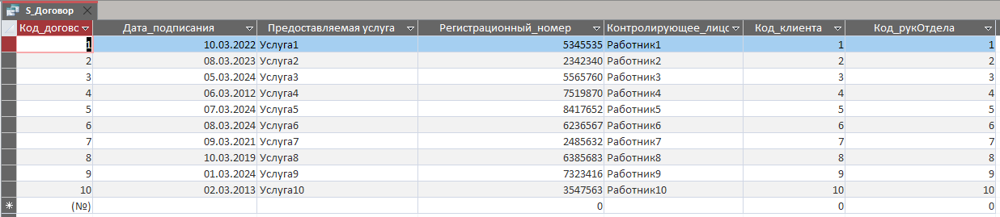 S_Договор
Код_догово Дата_подписания Предоставляемая услуга Регистрационный_номер Контролирующее_лицо Код_клиента Код_рукОтдела
1 10.03.2022 Услуга1 5345535 Работник1 1 1
2 08.03.2023 Услуга2 2342340 Работник2 2 2
3 05.03.2024 Услуга3 5565760 Работник3 3 3
4 06.03.2012 Услуга4 7519870 Работник4 4 4
5 07.03.2024 Услуга5 8417652 Работник5 5 5
6 08.03.2024 Услуга6 6236567 Работник6 6 6
7 09.03.2021 Услуга7 2485632 Работник7 7 7
8 10.03.2019 Услуга8 6385683 Работник8 8 8
9 01.03.2024 Услуга9 7323416 Работник9 9 9
10 02.03.2013 Услуга10 3547563 Работник10 10 10
(№) 0 0 0